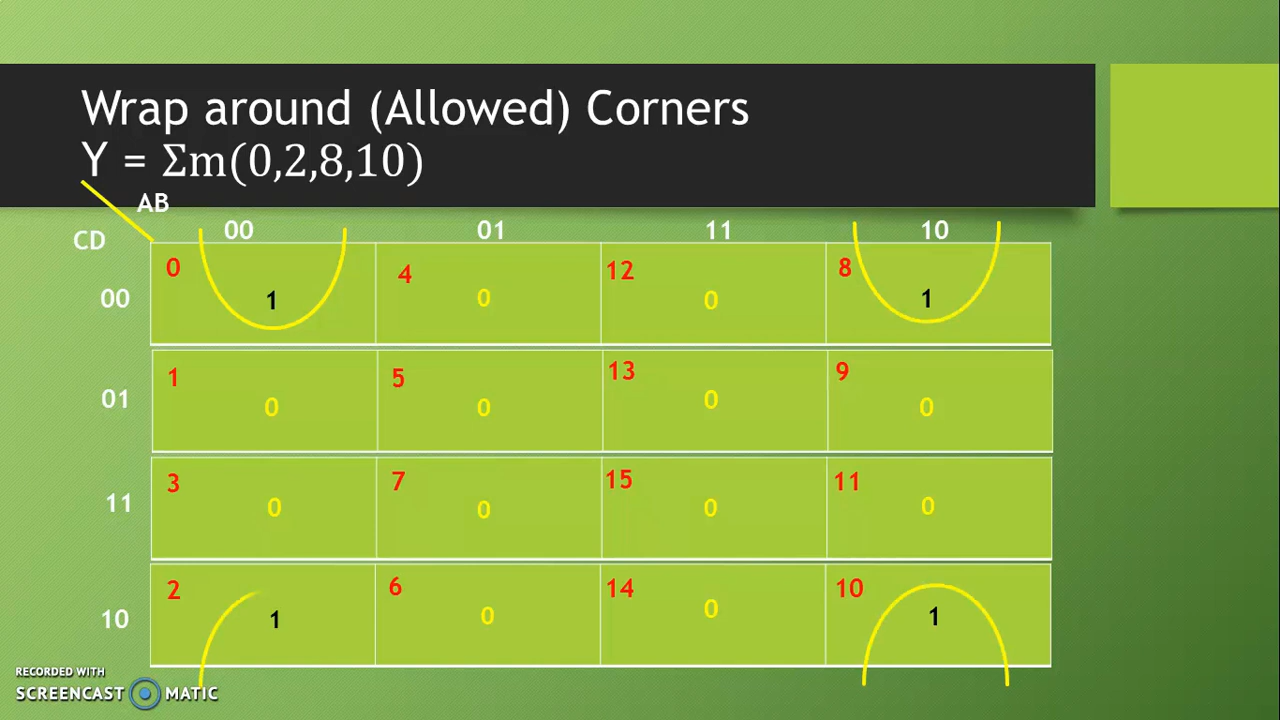 Wrap around (Allowed) Corners
Y = Σm(0,2,8,10)
AB
CD
00 01 11 10
00
0 1
4 0
12 0
8 1
01
1 0
5 0
13 0
9 0
11
3 0
7 0
15 0
11 0
10
2 1
6 0
14 0
10 1
RECORDED WITH
SCREENCAST MATIC